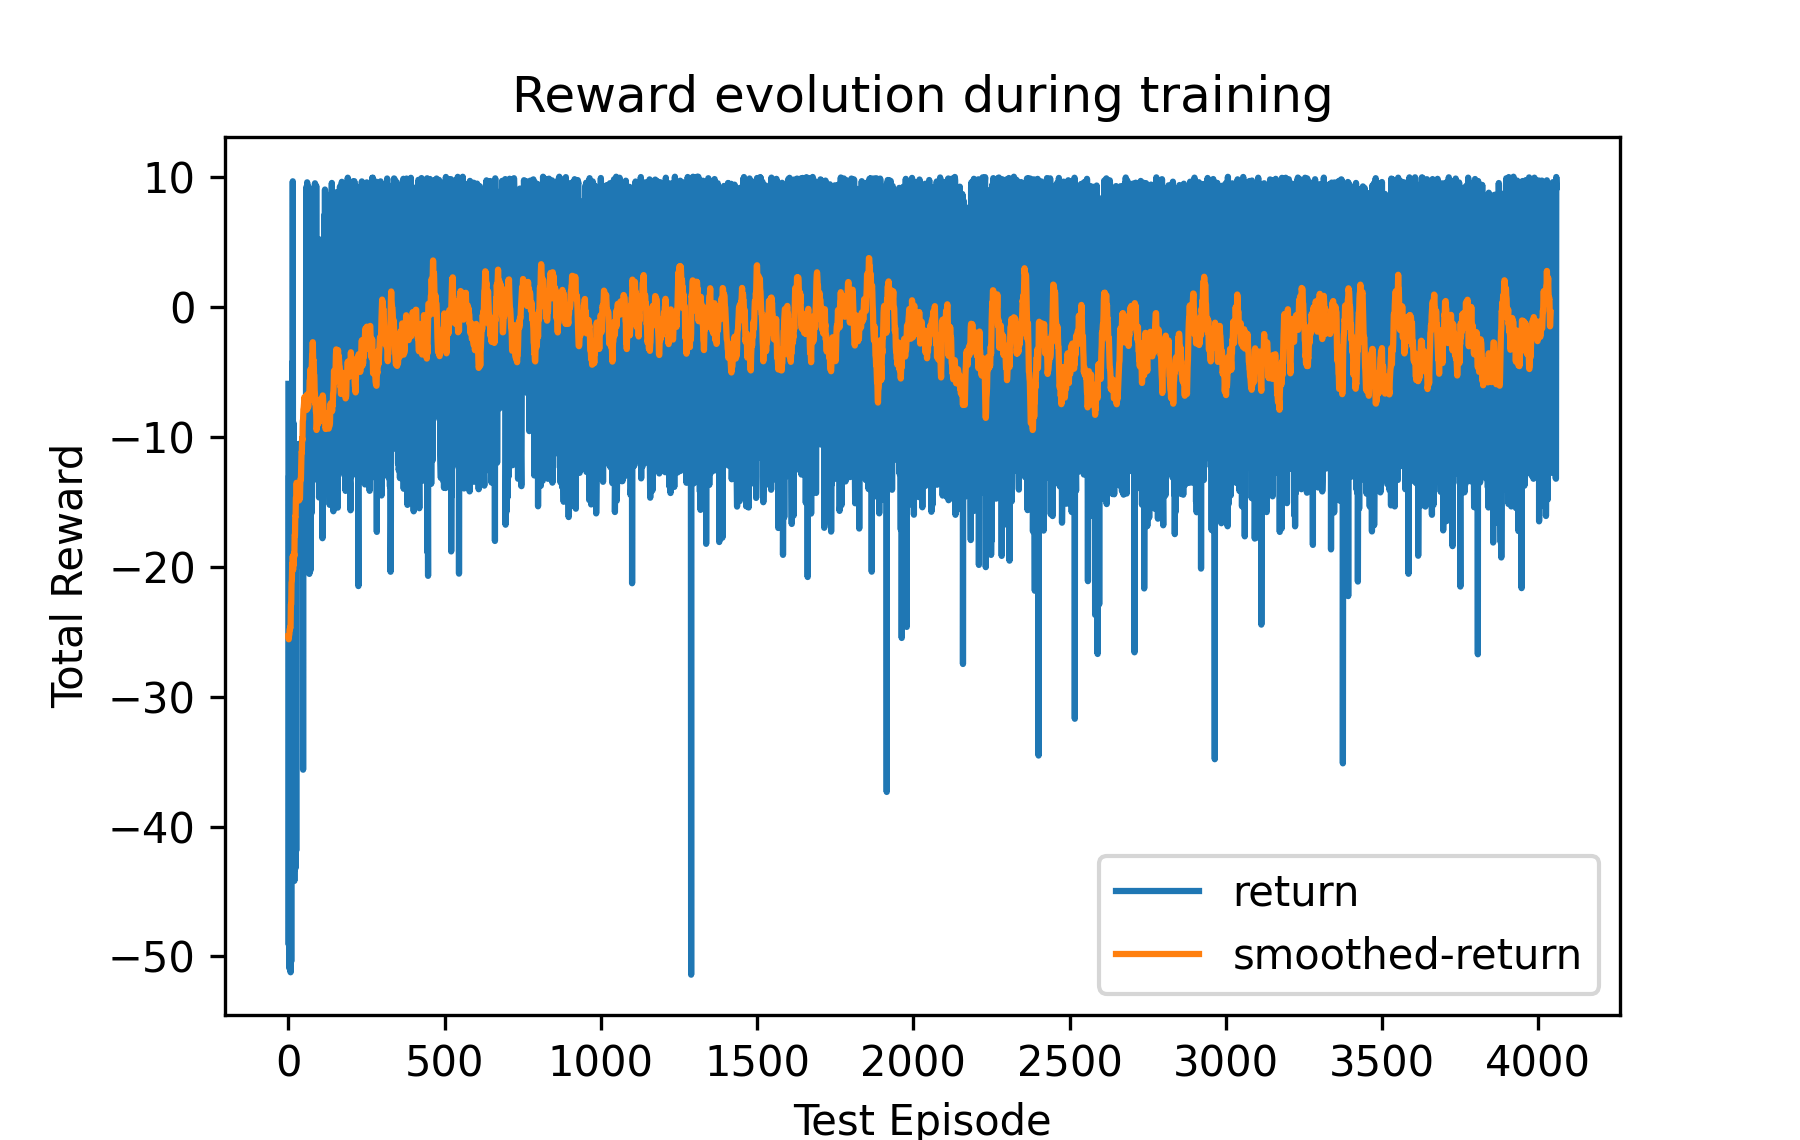 Reward evolution during training
Total Reward
10
0
−10
−20
−30
−40
−50
return
smoothed-return
0 500 1000 1500 2000 2500 3000 3500 4000
Test Episode